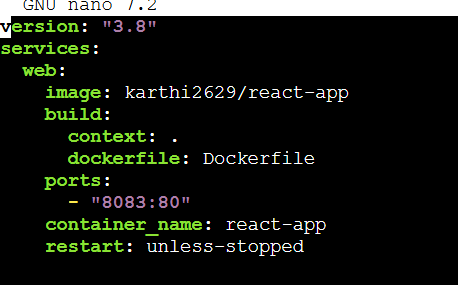 GNU nano 7.2
version: "3.8"
services:
  web:
    image: karthi2629/react-app
    build:
      context: .
      dockerfile: Dockerfile
    ports:
      - "8083:80"
    container_name: react-app
    restart: unless-stopped